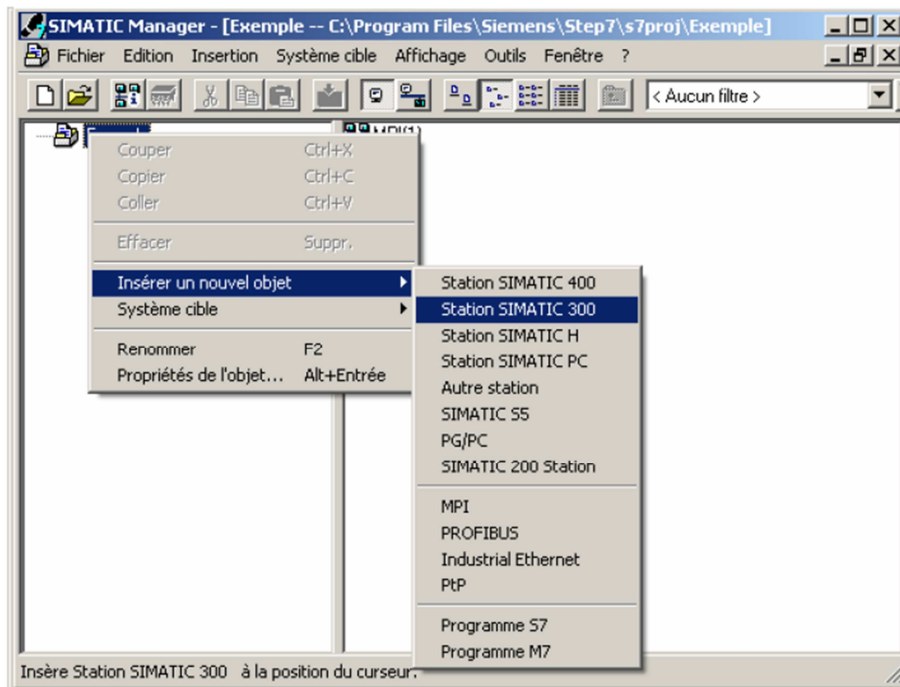 SIMATIC Manager - [Exemple -- C:\Program Files\Siemens\Step7\s7proj\Exemple]
Fichier Edition Insertion Système cible Affichage Outils Fenêtre ?
< Aucun filtre >
MPI(1)
Couper Ctrl+X
Copier Ctrl+C
Coller Ctrl+V
Effacer Suppr.
Insérer un nouvel objet
Système cible
Renommer F2
Propriétés de l'objet... Alt+Entrée
Station SIMATIC 400
Station SIMATIC 300
Station SIMATIC H
Station SIMATIC PC
Autre station
SIMATIC S5
PG/PC
SIMATIC 200 Station
MPI
PROFIBUS
Industrial Ethernet
PtP
Programme S7
Programme M7
Insère Station SIMATIC 300 à la position du curseur.